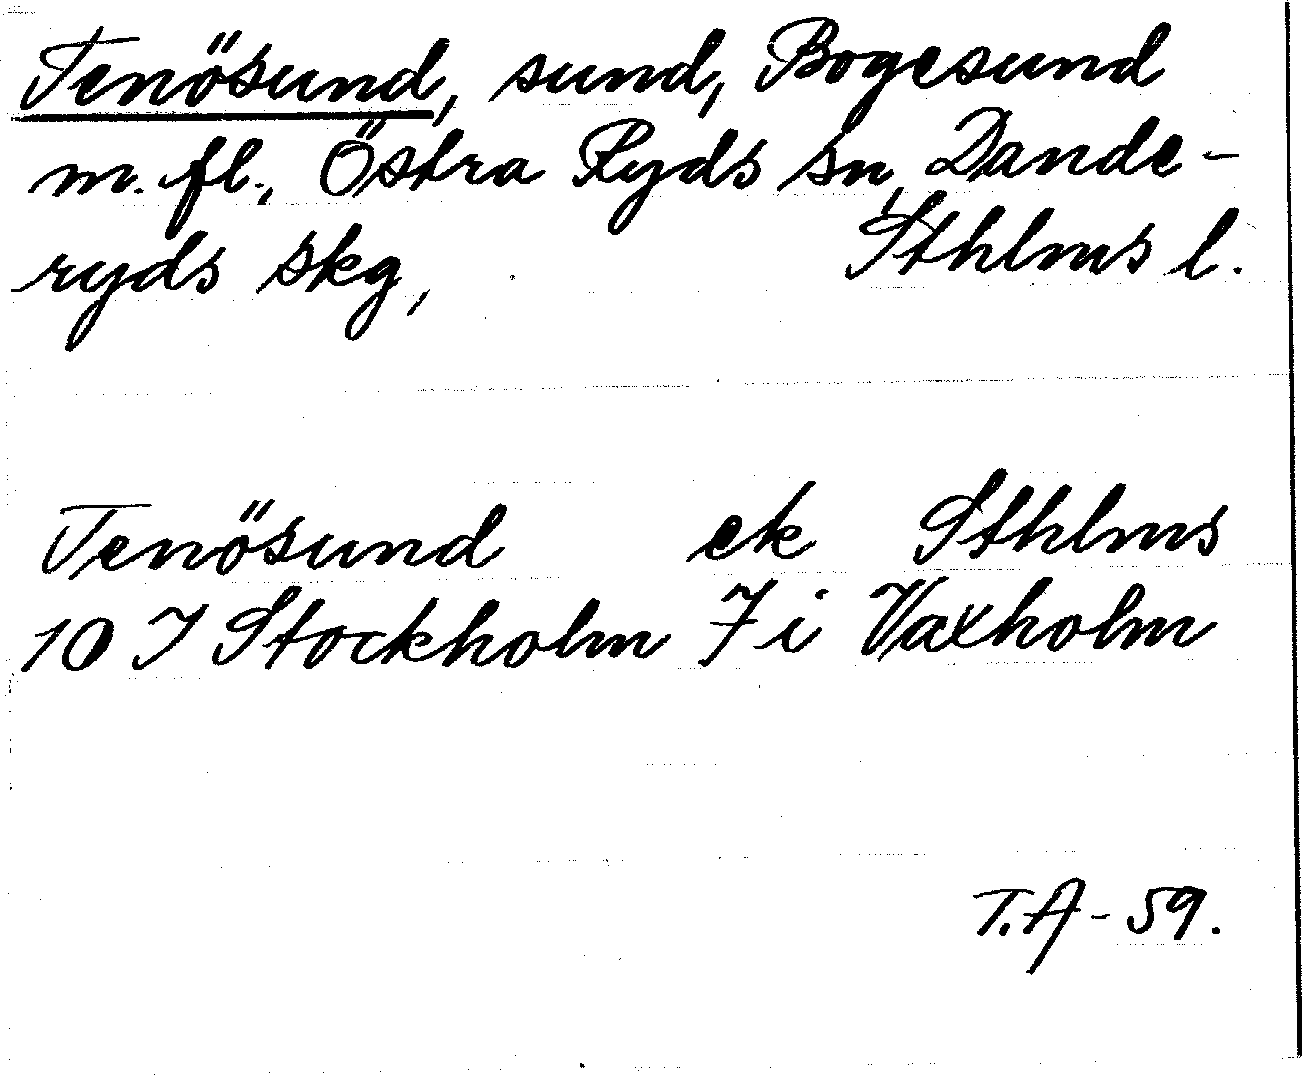 Tenösund, sund, Bogesund
m. fl., Östra Ryds sn, Dande-
ryds skg, Sthlms l.
Tenösund ek Sthlms
10 I Stockholm 7 i Vaxholm
T.A - 59.